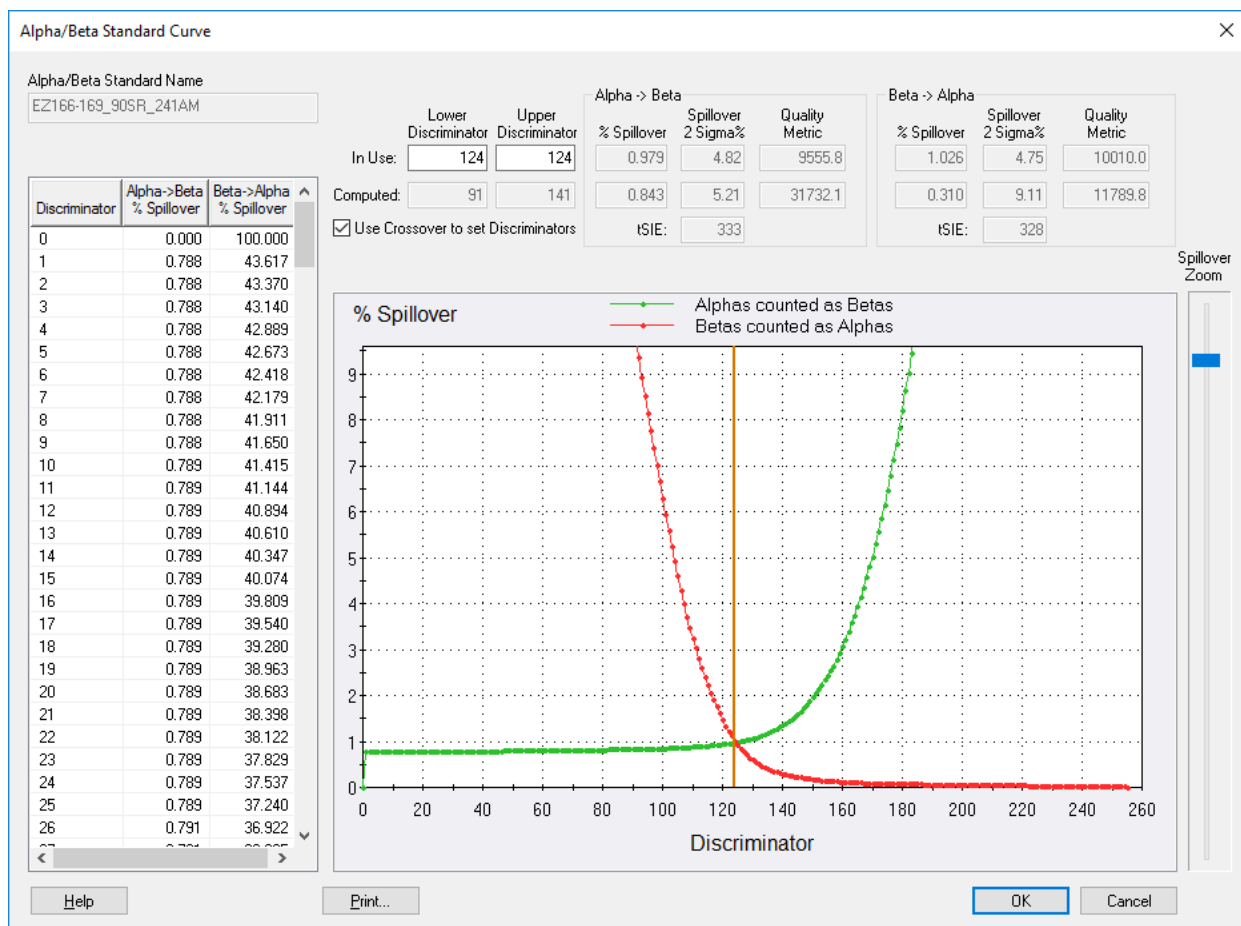 Alpha/Beta Standard Curve
Alpha/Beta Standard Name
EZ166-169_90SR_241AM
Lower Discriminator Upper Discriminator
In Use: 124 124
Computed: 91 141
Use Crossover to set Discriminators
Alpha -> Beta
% Spillover Spillover 2 Sigma% Quality Metric
0.979 4.82 9555.8
0.843 5.21 31732.1
tSIE: 333
Beta -> Alpha
% Spillover Spillover 2 Sigma% Quality Metric
1.026 4.75 10010.0
0.310 9.11 11789.8
tSIE: 328
Discriminator Alpha->Beta % Spillover Beta->Alpha % Spillover
0 0.000 100.000
1 0.788 43.617
2 0.788 43.370
3 0.788 43.140
4 0.788 42.889
5 0.788 42.673
6 0.788 42.418
7 0.788 42.179
8 0.788 41.911
9 0.788 41.650
10 0.789 41.415
11 0.789 41.144
12 0.789 40.894
13 0.789 40.610
14 0.789 40.347
15 0.789 40.074
16 0.789 39.809
17 0.789 39.540
18 0.789 39.280
19 0.789 38.963
20 0.789 38.683
21 0.789 38.398
22 0.789 38.122
23 0.789 37.829
24 0.789 37.537
25 0.789 37.240
26 0.791 36.922
Spillover Zoom
% Spillover
Alphas counted as Betas
Betas counted as Alphas
9
8
7
6
5
4
3
2
1
0
0 20 40 60 80 100 120 140 160 180 200 220 240 260
Discriminator
Help
Print...
OK
Cancel